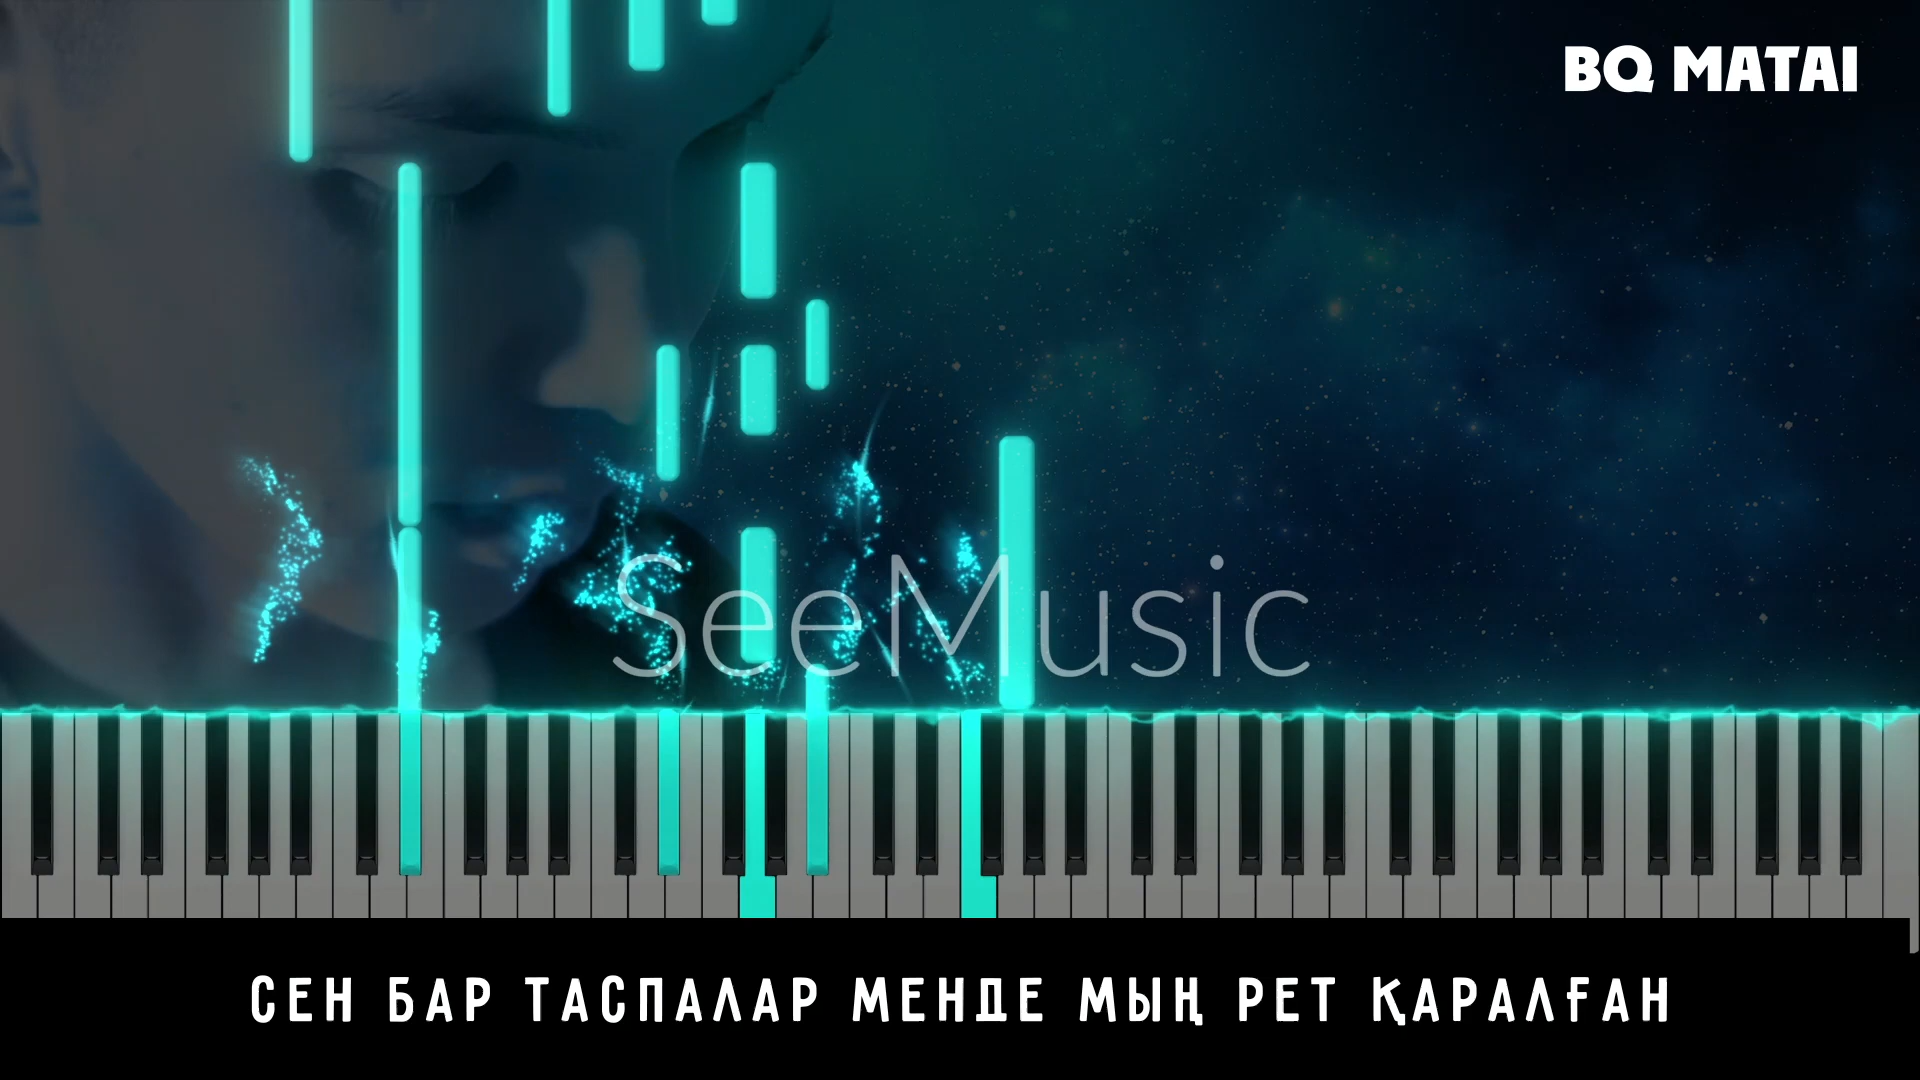 BQ MATAI
SeeMusic
СЕН БАР ТАСПАЛАР МЕНДЕ МЫҢ РЕТ ҚАРАЛҒАН